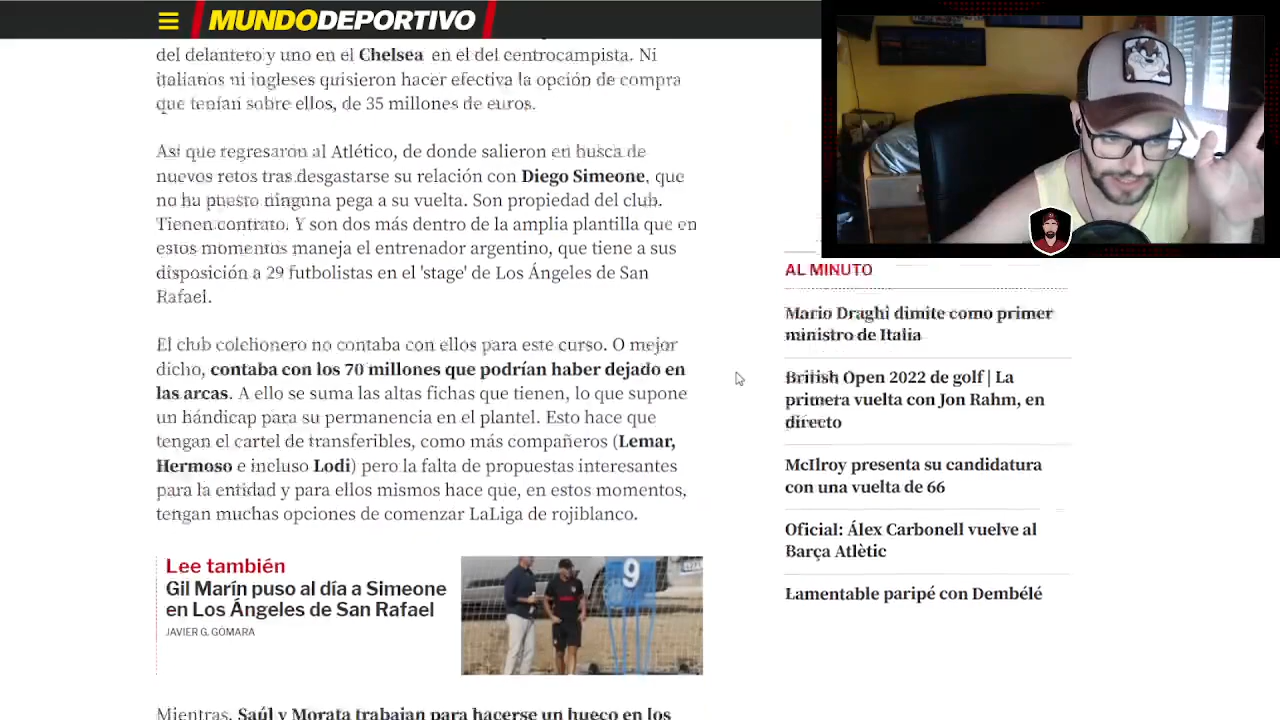 MUNDODEPORTIVO
del delantero y uno en el Chelsea en el del centrocampista. Ni
italianos ni ingleses quisieron hacer efectiva la opción de compra
que tenían sobre ellos, de 35 millones de euros.
Así que regresaron al Atlético, de donde salieron en busca de
nuevos retos tras desgastarse su relación con Diego Simeone, que
no ha puesto ninguna pega a su vuelta. Son propiedad del club.
Tienen contrato. Y son dos más dentro de la amplia plantilla que en
estos momentos maneja el entrenador argentino, que tiene a sus
disposición a 29 futbolistas en el 'stage' de Los Ángeles de San
Rafael.
El club colchonero no contaba con ellos para este curso. O mejor
dicho, contaba con los 70 millones que podrían haber dejado en
las arcas. A ello se suma las altas fichas que tienen, lo que supone
un hándicap para su permanencia en el plantel. Esto hace que
tengan el cartel de transferibles, como más compañeros (Lemar,
Hermoso e incluso Lodi) pero la falta de propuestas interesantes
para la entidad y para ellos mismos hace que, en estos momentos,
tengan muchas opciones de comenzar LaLiga de rojiblanco.
Lee también
Gil Marín puso al día a Simeone
en Los Ángeles de San Rafael
JAVIER G. GÓMARA
9
Mientras, Saúl y Morata trabajan para hacerse un hueco en los
AL MINUTO
Mario Draghi dimite como primer
ministro de Italia
British Open 2022 de golf | La
primera vuelta con Jon Rahm, en
directo
McIlroy presenta su candidatura
con una vuelta de 66
Oficial: Álex Carbonell vuelve al
Barça Atlètic
Lamentable paripé con Dembélé